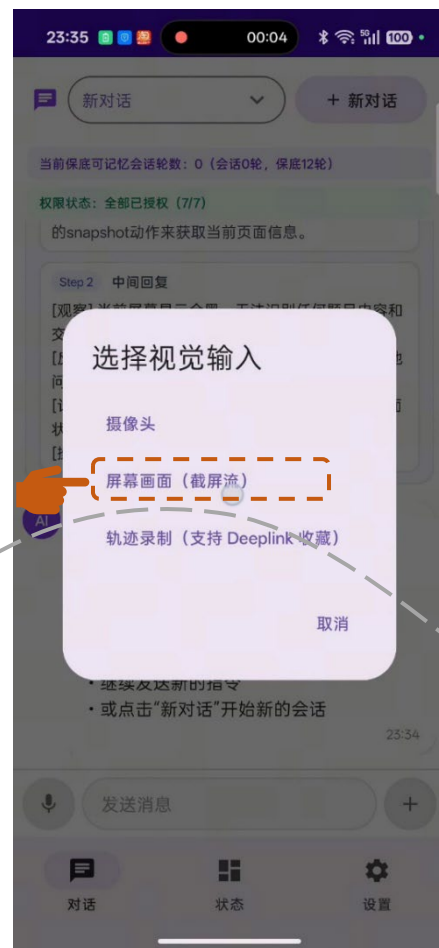 23:35
00:04
5G
100
新对话
+ 新对话
当前保底可记忆会话轮数: 0 (会话0轮, 保底12轮)
权限状态: 全部已授权 (7/7)
的snapshot动作来获取当前页面信息。
Step 2 中间回复
选择视觉输入
摄像头
屏幕画面（截屏流）
轨迹录制（支持 Deeplink 收藏）
取消
AI
• 继续发送新的指令
• 或点击“新对话”开始新的会话
23:34
发送消息
+
对话
状态
设置